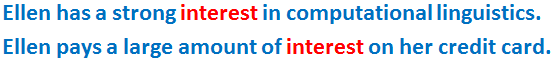 Ellen has a strong interest in computational linguistics.
Ellen pays a large amount of interest on her credit card.